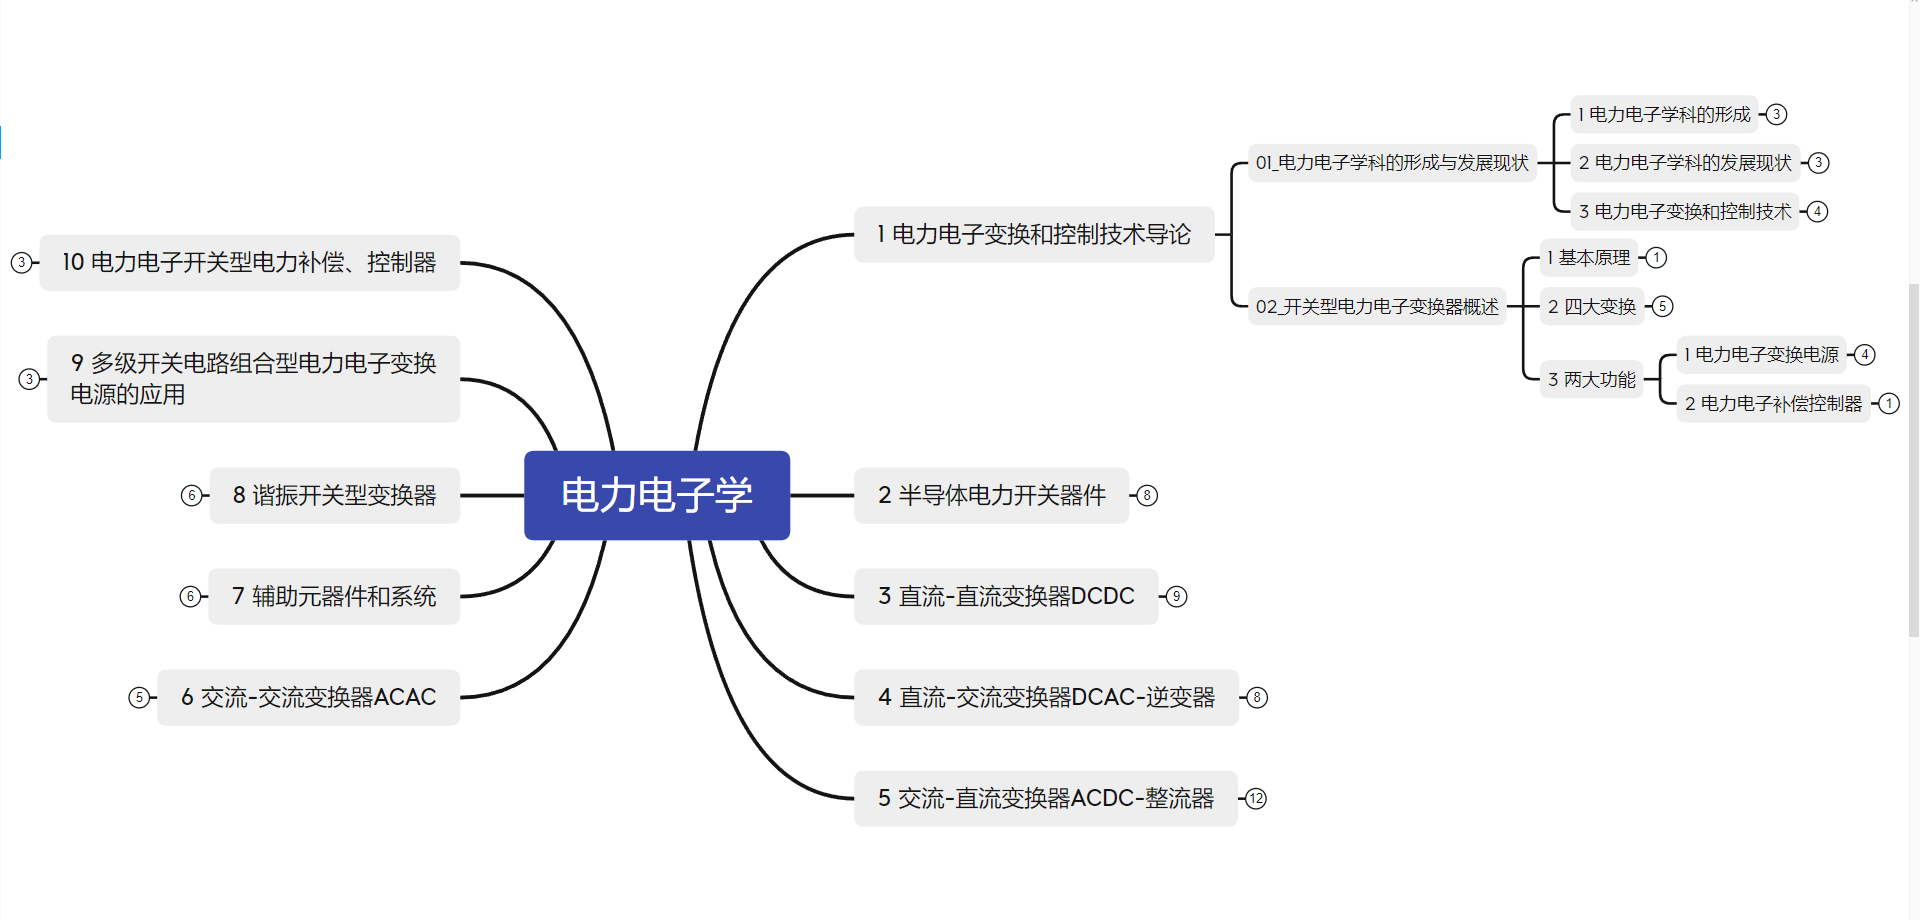 电力电子学
1 电力电子变换和控制技术导论
01_电力电子学科的形成与发展现状
1 电力电子学科的形成
3
2 电力电子学科的发展现状
3
3 电力电子变换和控制技术
4
02_开关型电力电子变换器概述
1 基本原理
1
2 四大变换
5
3 两大功能
1 电力电子变换电源
4
2 电力电子补偿控制器
1
2 半导体电力开关器件
8
3 直流-直流变换器DCDC
9
4 直流-交流变换器DCAC-逆变器
8
5 交流-直流变换器ACDC-整流器
12
6 交流-交流变换器ACAC
5
7 辅助元器件和系统
6
8 谐振开关型变换器
6
9 多级开关电路组合型电力电子变换
电源的应用
3
10 电力电子开关型电力补偿、控制器
3